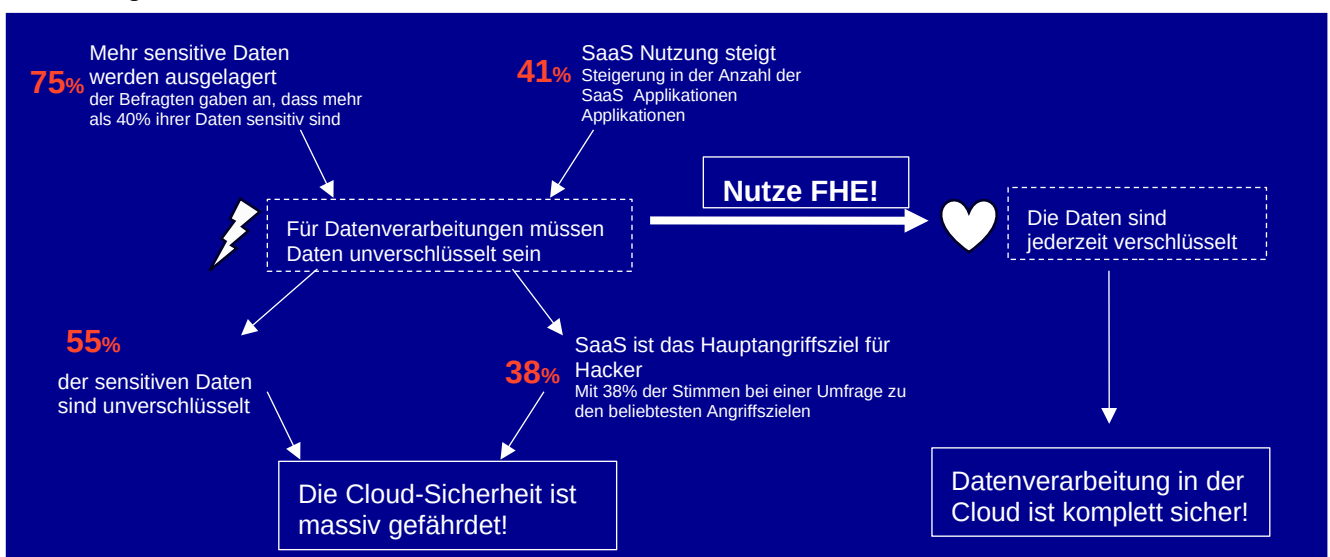 Mehr sensitive Daten
werden ausgelagert
75%
der Befragten gaben an, dass mehr
als 40% ihrer Daten sensitiv sind
SaaS Nutzung steigt
41%
Steigerung in der Anzahl der
SaaS Applikationen
Applikationen
Nutze FHE!
Für Datenverarbeitungen müssen
Daten unverschlüsselt sein
Die Daten sind
jederzeit verschlüsselt
55%
der sensitiven Daten
sind unverschlüsselt
SaaS ist das Hauptangriffsziel für
Hacker
38%
Mit 38% der Stimmen bei einer Umfrage zu
den beliebtesten Angriffszielen
Die Cloud-Sicherheit ist
massiv gefährdet!
Datenverarbeitung in der
Cloud ist komplett sicher!